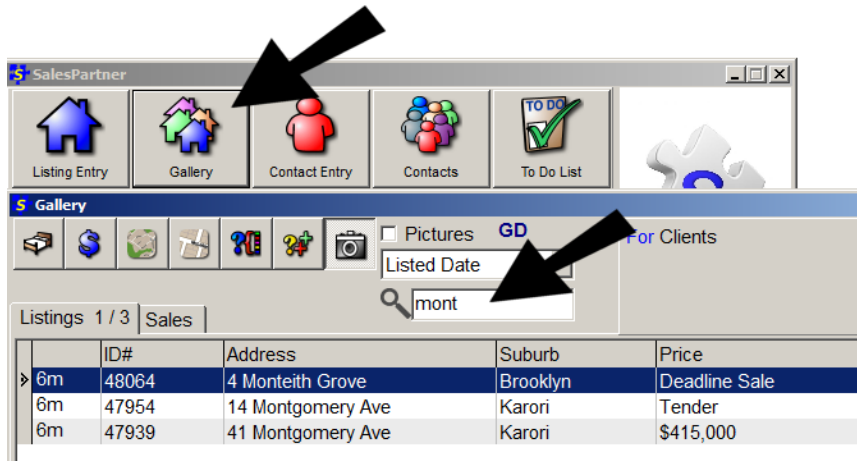 SalesPartner
Listing Entry Gallery Contact Entry Contacts To Do List
TO DO
Gallery
Pictures GD For Clients
Listed Date
mont
Listings 1 / 3 Sales
ID# Address Suburb Price
6m 48064 4 Monteith Grove Brooklyn Deadline Sale
6m 47954 14 Montgomery Ave Karori Tender
6m 47939 41 Montgomery Ave Karori $415,000